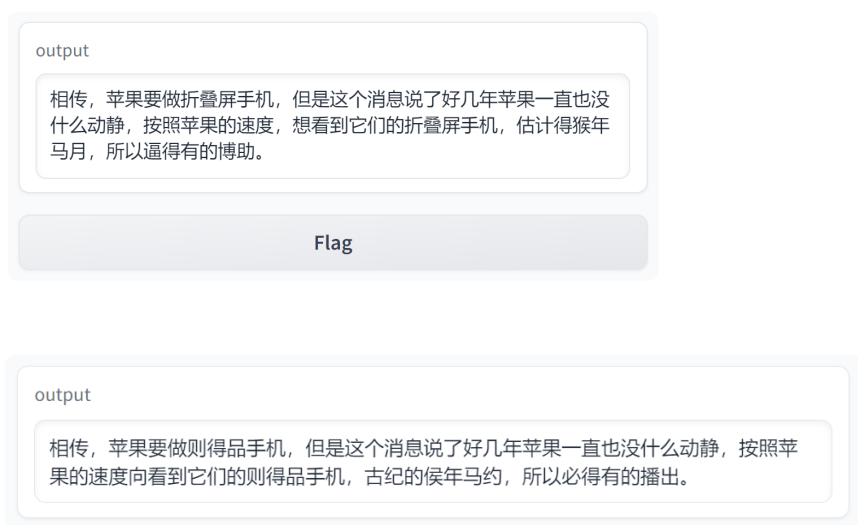 output
相传，苹果要做折叠屏手机，但是这个消息说了好几年苹果一直也没
什么动静，按照苹果的速度，想看到它们的折叠屏手机，估计得猴年
马月，所以逼得有的博助。
Flag
output
相传，苹果要做则得品手机，但是这个消息说了好几年苹果一直也没什么动静，按照苹
果的速度向看到它们的则得品手机，古纪的侯年马约，所以必得有的播出。